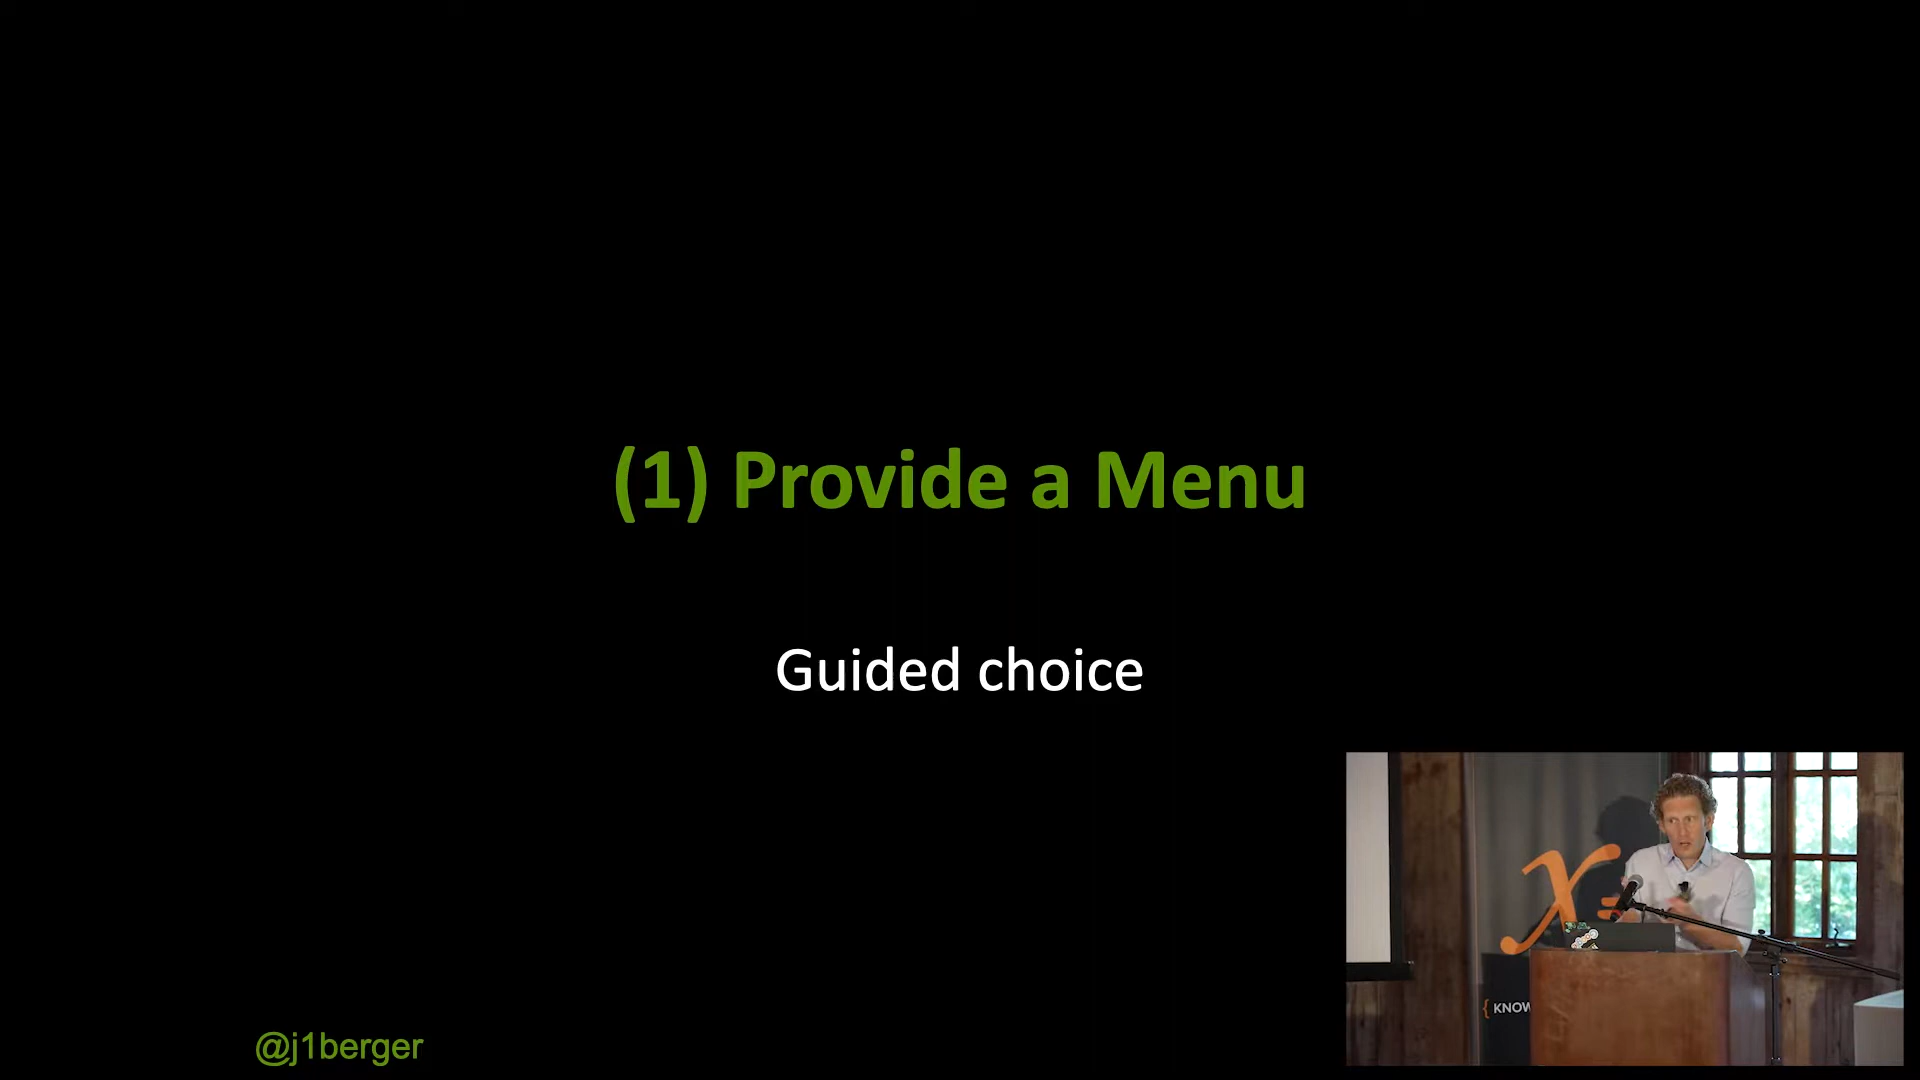 (1) Provide a Menu
Guided choice
X=
{ KNOW
@j1berger